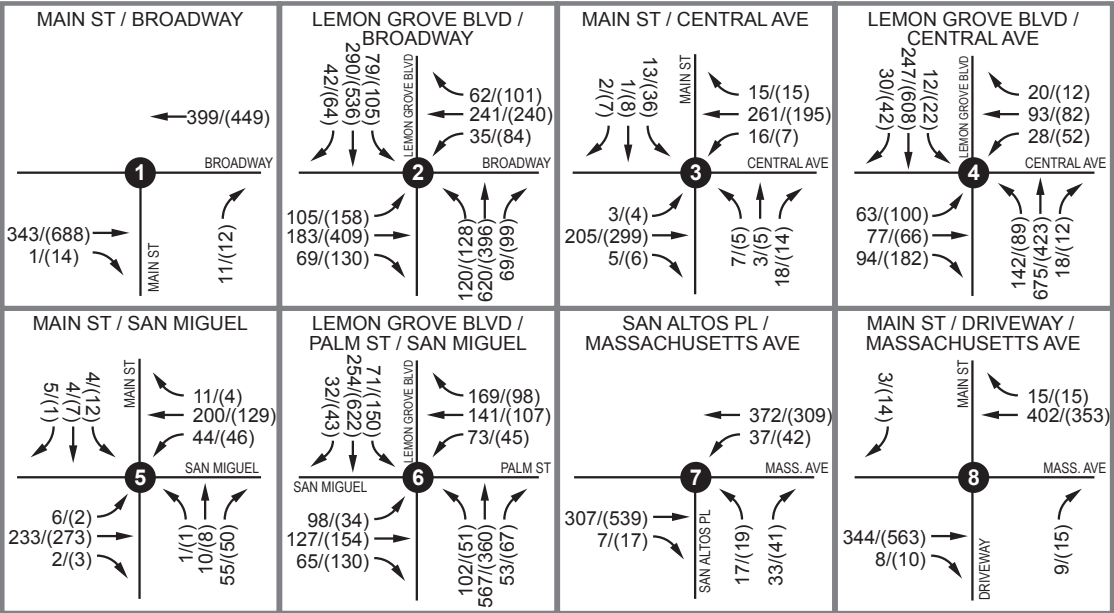 MAIN ST / BROADWAY
399/(449)
BROADWAY
1
343/(688)
1/(14)
MAIN ST
11/(12)
LEMON GROVE BLVD /
BROADWAY
42/(64)
290/(536)
79/(105)
LEMON GROVE BLVD
62/(101)
241/(240)
35/(84)
BROADWAY
2
105/(158)
183/(409)
69/(130)
120/(128)
620/(396)
69/(99)
MAIN ST / CENTRAL AVE
2/(7)
1/(8)
13/(36)
MAIN ST
15/(15)
261/(195)
16/(7)
CENTRAL AVE
3
3/(4)
205/(299)
5/(6)
7/(5)
3/(5)
18/(14)
LEMON GROVE BLVD /
CENTRAL AVE
30/(42)
247/(608)
12/(22)
LEMON GROVE BLVD
20/(12)
93/(82)
28/(52)
CENTRAL AVE
4
63/(100)
77/(66)
94/(182)
142/(89)
675/(423)
18/(12)
MAIN ST / SAN MIGUEL
5/(1)
4/(7)
4/(12)
MAIN ST
11/(4)
200/(129)
44/(46)
SAN MIGUEL
5
6/(2)
233/(273)
2/(3)
1/(1)
10/(8)
55/(50)
LEMON GROVE BLVD /
PALM ST / SAN MIGUEL
32/(43)
254/(622)
71/(150)
LEMON GROVE BLVD
169/(98)
141/(107)
73/(45)
PALM ST
6
SAN MIGUEL
98/(34)
127/(154)
65/(130)
102/(51)
567/(360)
53/(67)
SAN ALTOS PL /
MASSACHUSETTS AVE
372/(309)
37/(42)
MASS. AVE
7
307/(539)
7/(17)
SAN ALTOS PL
17/(19)
33/(41)
MAIN ST / DRIVEWAY /
MASSACHUSETTS AVE
3/(14)
MAIN ST
15/(15)
402/(353)
MASS. AVE
8
344/(563)
8/(10)
DRIVEWAY
9/(15)